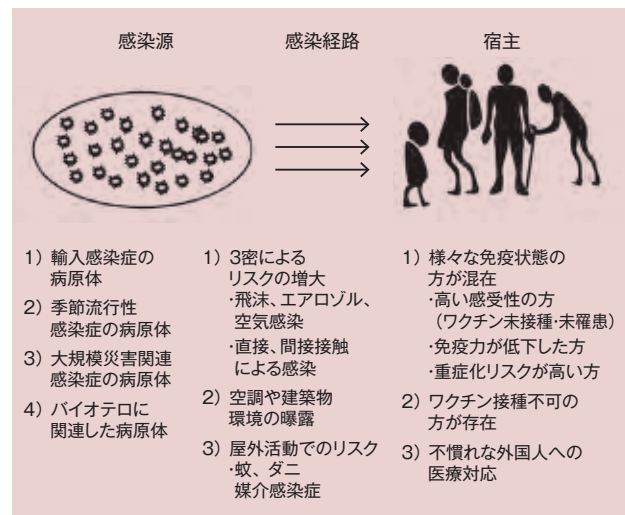 感染源
感染経路
宿主
1）輸入感染症の
病原体
2）季節流行性
感染症の病原体
3）大規模災害関連
感染症の病原体
4）バイオテロに
関連した病原体
1）3密による
リスクの増大
・飛沫、エアロゾル、
空気感染
・直接、間接接触
による感染
2）空調や建築物
環境の曝露
3）屋外活動でのリスク
・蚊、ダニ
媒介感染症
1）様々な免疫状態の
方が混在
・高い感受性の方
（ワクチン未接種・未罹患）
・免疫力が低下した方
・重症化リスクが高い方
2）ワクチン接種不可の
方が存在
3）不慣れな外国人への
医療対応